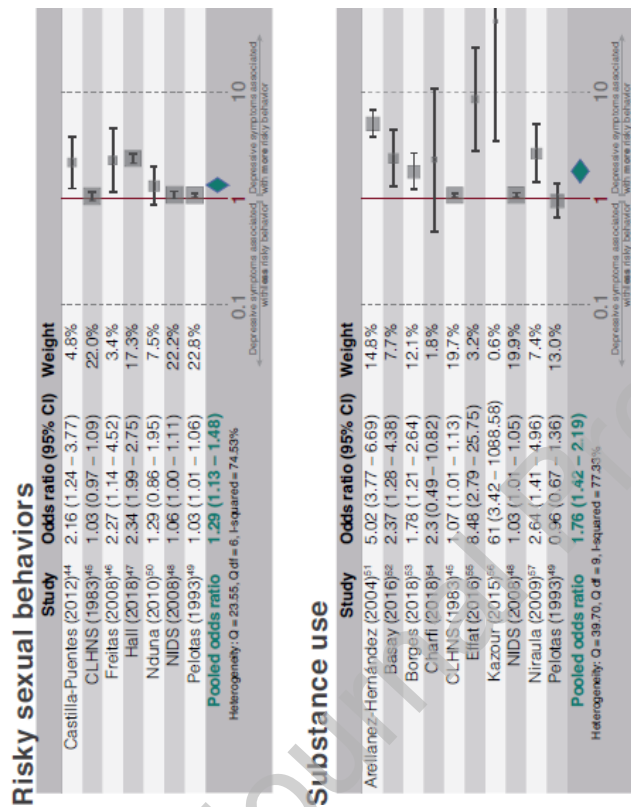 Risky sexual behaviors
Study Odds ratio (95% CI) Weight
Castilla-Puentes (2012)44 2.16 (1.24 – 3.77) 4.8%
CLHNS (1983)45 1.03 (0.97 – 1.09) 22.0%
Freitas (2008)46 2.27 (1.14 – 4.52) 3.4%
Hall (2018)47 2.34 (1.99 – 2.75) 17.3%
Nduna (2010)50 1.29 (0.86 – 1.95) 7.5%
NIDS (2008)48 1.06 (1.00 – 1.11) 22.2%
Pelotas (1993)49 1.03 (1.01 – 1.06) 22.8%
Pooled odds ratio 1.29 (1.13 – 1.48)
Heterogeneity: Q = 23.55, Q df = 6, I-squared = 74.53%
0.1 1 10
Depressive symptoms associated with less risky behavior
Depressive symptoms associated with more risky behavior
Substance use
Study Odds ratio (95% CI) Weight
Arellanez-Hernández (2004)51 5.02 (3.77 – 6.69) 14.8%
Basay (2016)52 2.37 (1.28 – 4.38) 7.7%
Borges (2018)53 1.78 (1.21 – 2.64) 12.1%
Charfi (2018)54 2.3 (0.49 – 10.82) 1.8%
CLHNS (1983)45 1.07 (1.01 – 1.13) 19.7%
Elfat (2016)55 8.48 (2.79 – 25.75) 3.2%
Kazour (2015)56 61 (3.42 – 1088.58) 0.6%
NIDS (2008)48 1.03 (1.01 – 1.05) 19.9%
Niraula (2009)57 2.64 (1.41 – 4.96) 7.4%
Pelotas (1993)49 0.96 (0.67 – 1.36) 13.0%
Pooled odds ratio 1.76 (1.42 – 2.19)
Heterogeneity: Q = 39.70, Q df = 9, I-squared = 77.33%
0.1 1 10
Depressive symptoms associated with less risky behavior
Depressive symptoms associated with more risky behavior
Journal Pre